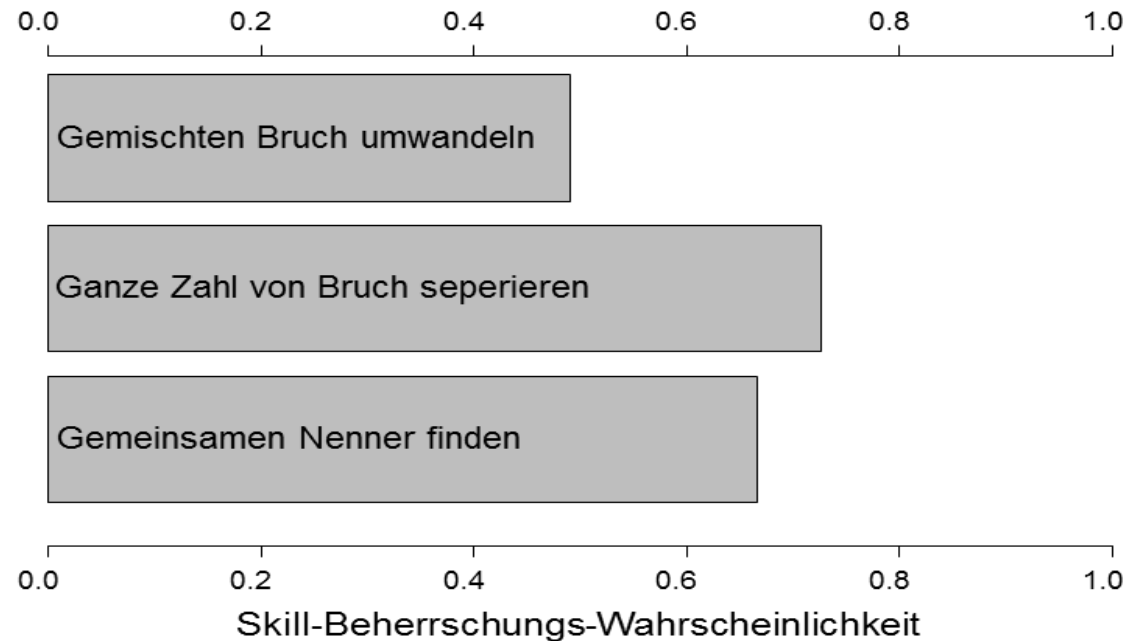 0.0 0.2 0.4 0.6 0.8 1.0
Gemischten Bruch umwandeln
Ganze Zahl von Bruch seperieren
Gemeinsamen Nenner finden
0.0 0.2 0.4 0.6 0.8 1.0
Skill-Beherrschungs-Wahrscheinlichkeit